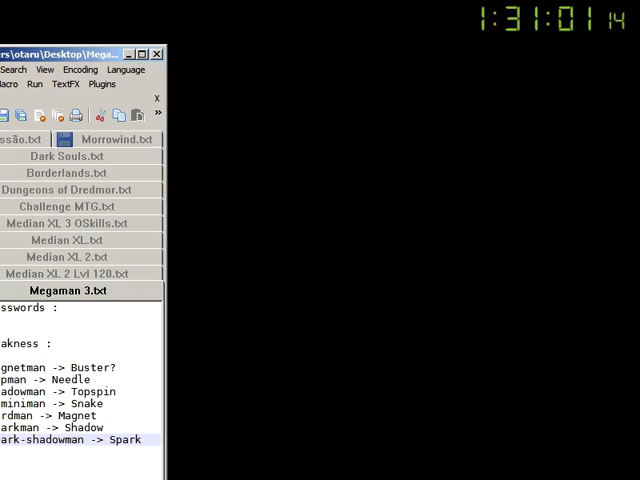 1:31:01 14
ers\otaru\Desktop\Mega...
Search View Encoding Language
acro Run TextFX Plugins
X
»
ssão.txt Morrowind.txt
Dark Souls.txt
Borderlands.txt
Dungeons of Dredmor.txt
Challenge MTG.txt
Median XL 3 OSkills.txt
Median XL.txt
Median XL 2.txt
Median XL 2 Lvl 120.txt
Megaman 3.txt
sswords :
akness :
gnetman -> Buster?
pman -> Needle
adowman -> Topspin
miniman -> Snake
rdman -> Magnet
arkman -> Shadow
ark-shadowman -> Spark